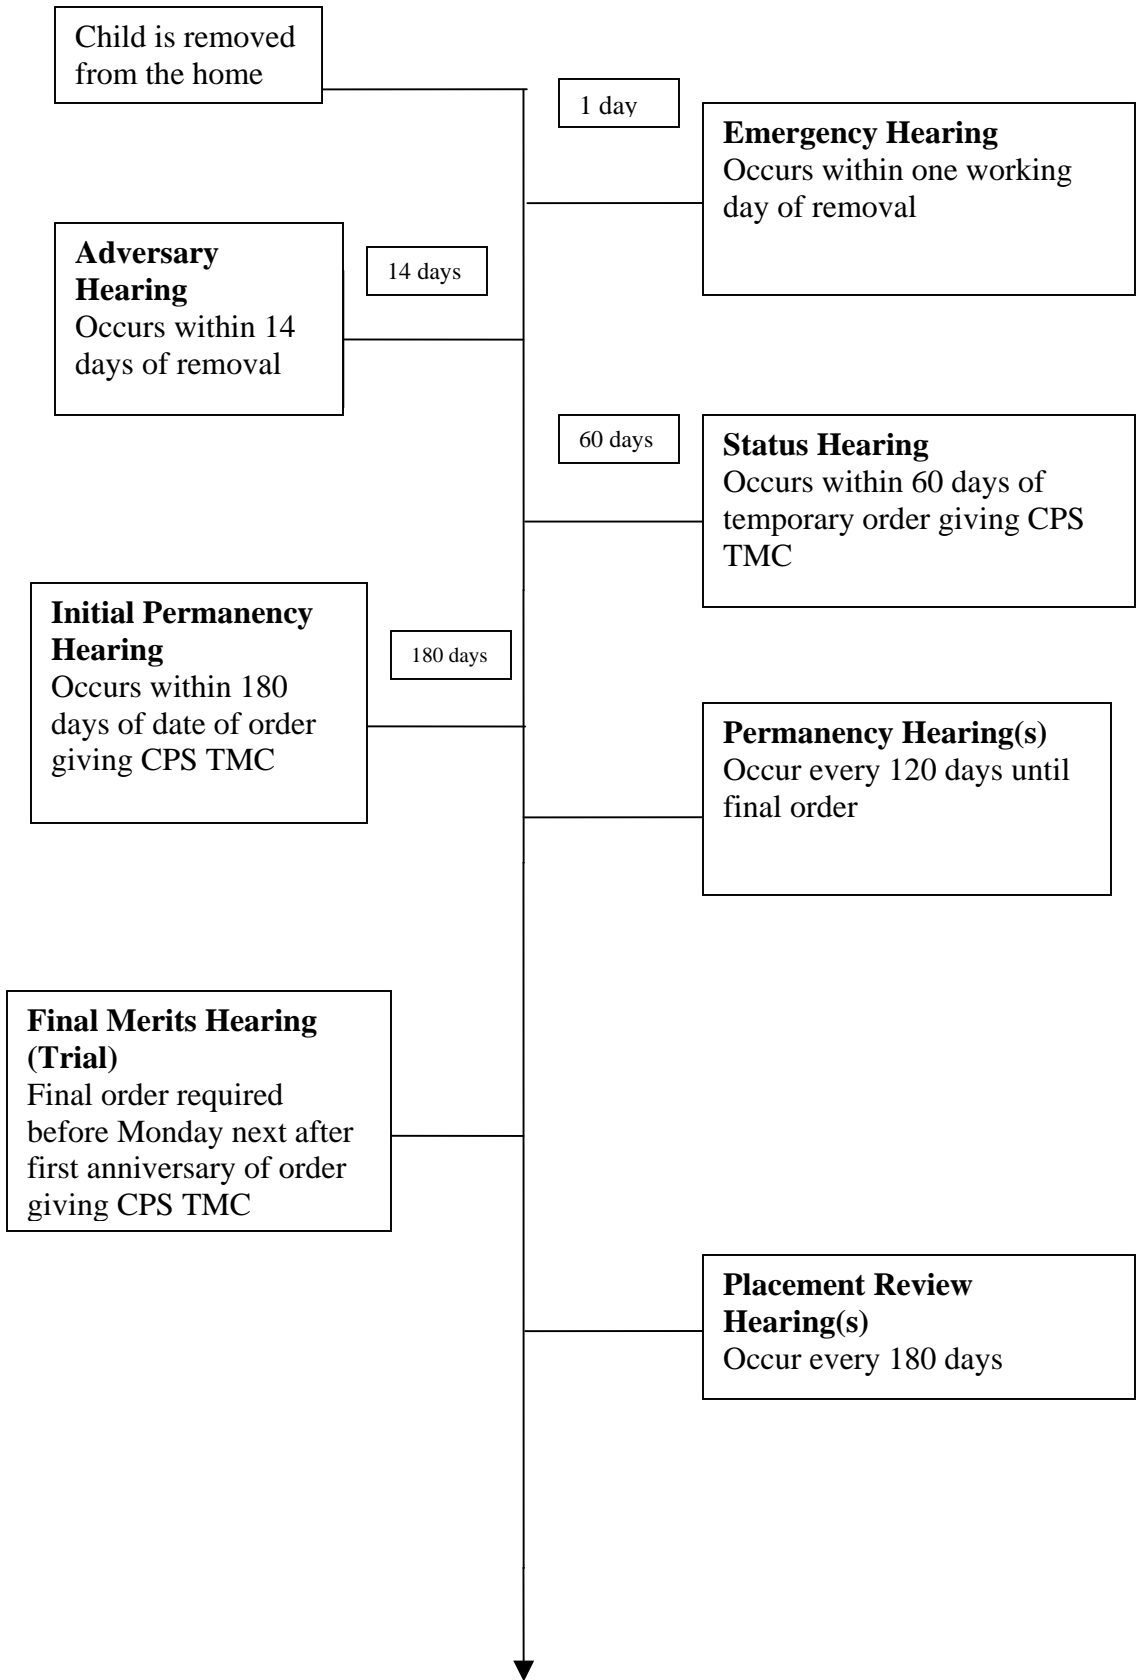 Child is removed
from the home
1 day
Emergency Hearing
Occurs within one working
day of removal
Adversary
Hearing
Occurs within 14
days of removal
14 days
60 days
Status Hearing
Occurs within 60 days of
temporary order giving CPS
TMC
Initial Permanency
Hearing
Occurs within 180
days of date of order
giving CPS TMC
180 days
Permanency Hearing(s)
Occur every 120 days until
final order
Final Merits Hearing
(Trial)
Final order required
before Monday next after
first anniversary of order
giving CPS TMC
Placement Review
Hearing(s)
Occur every 180 days